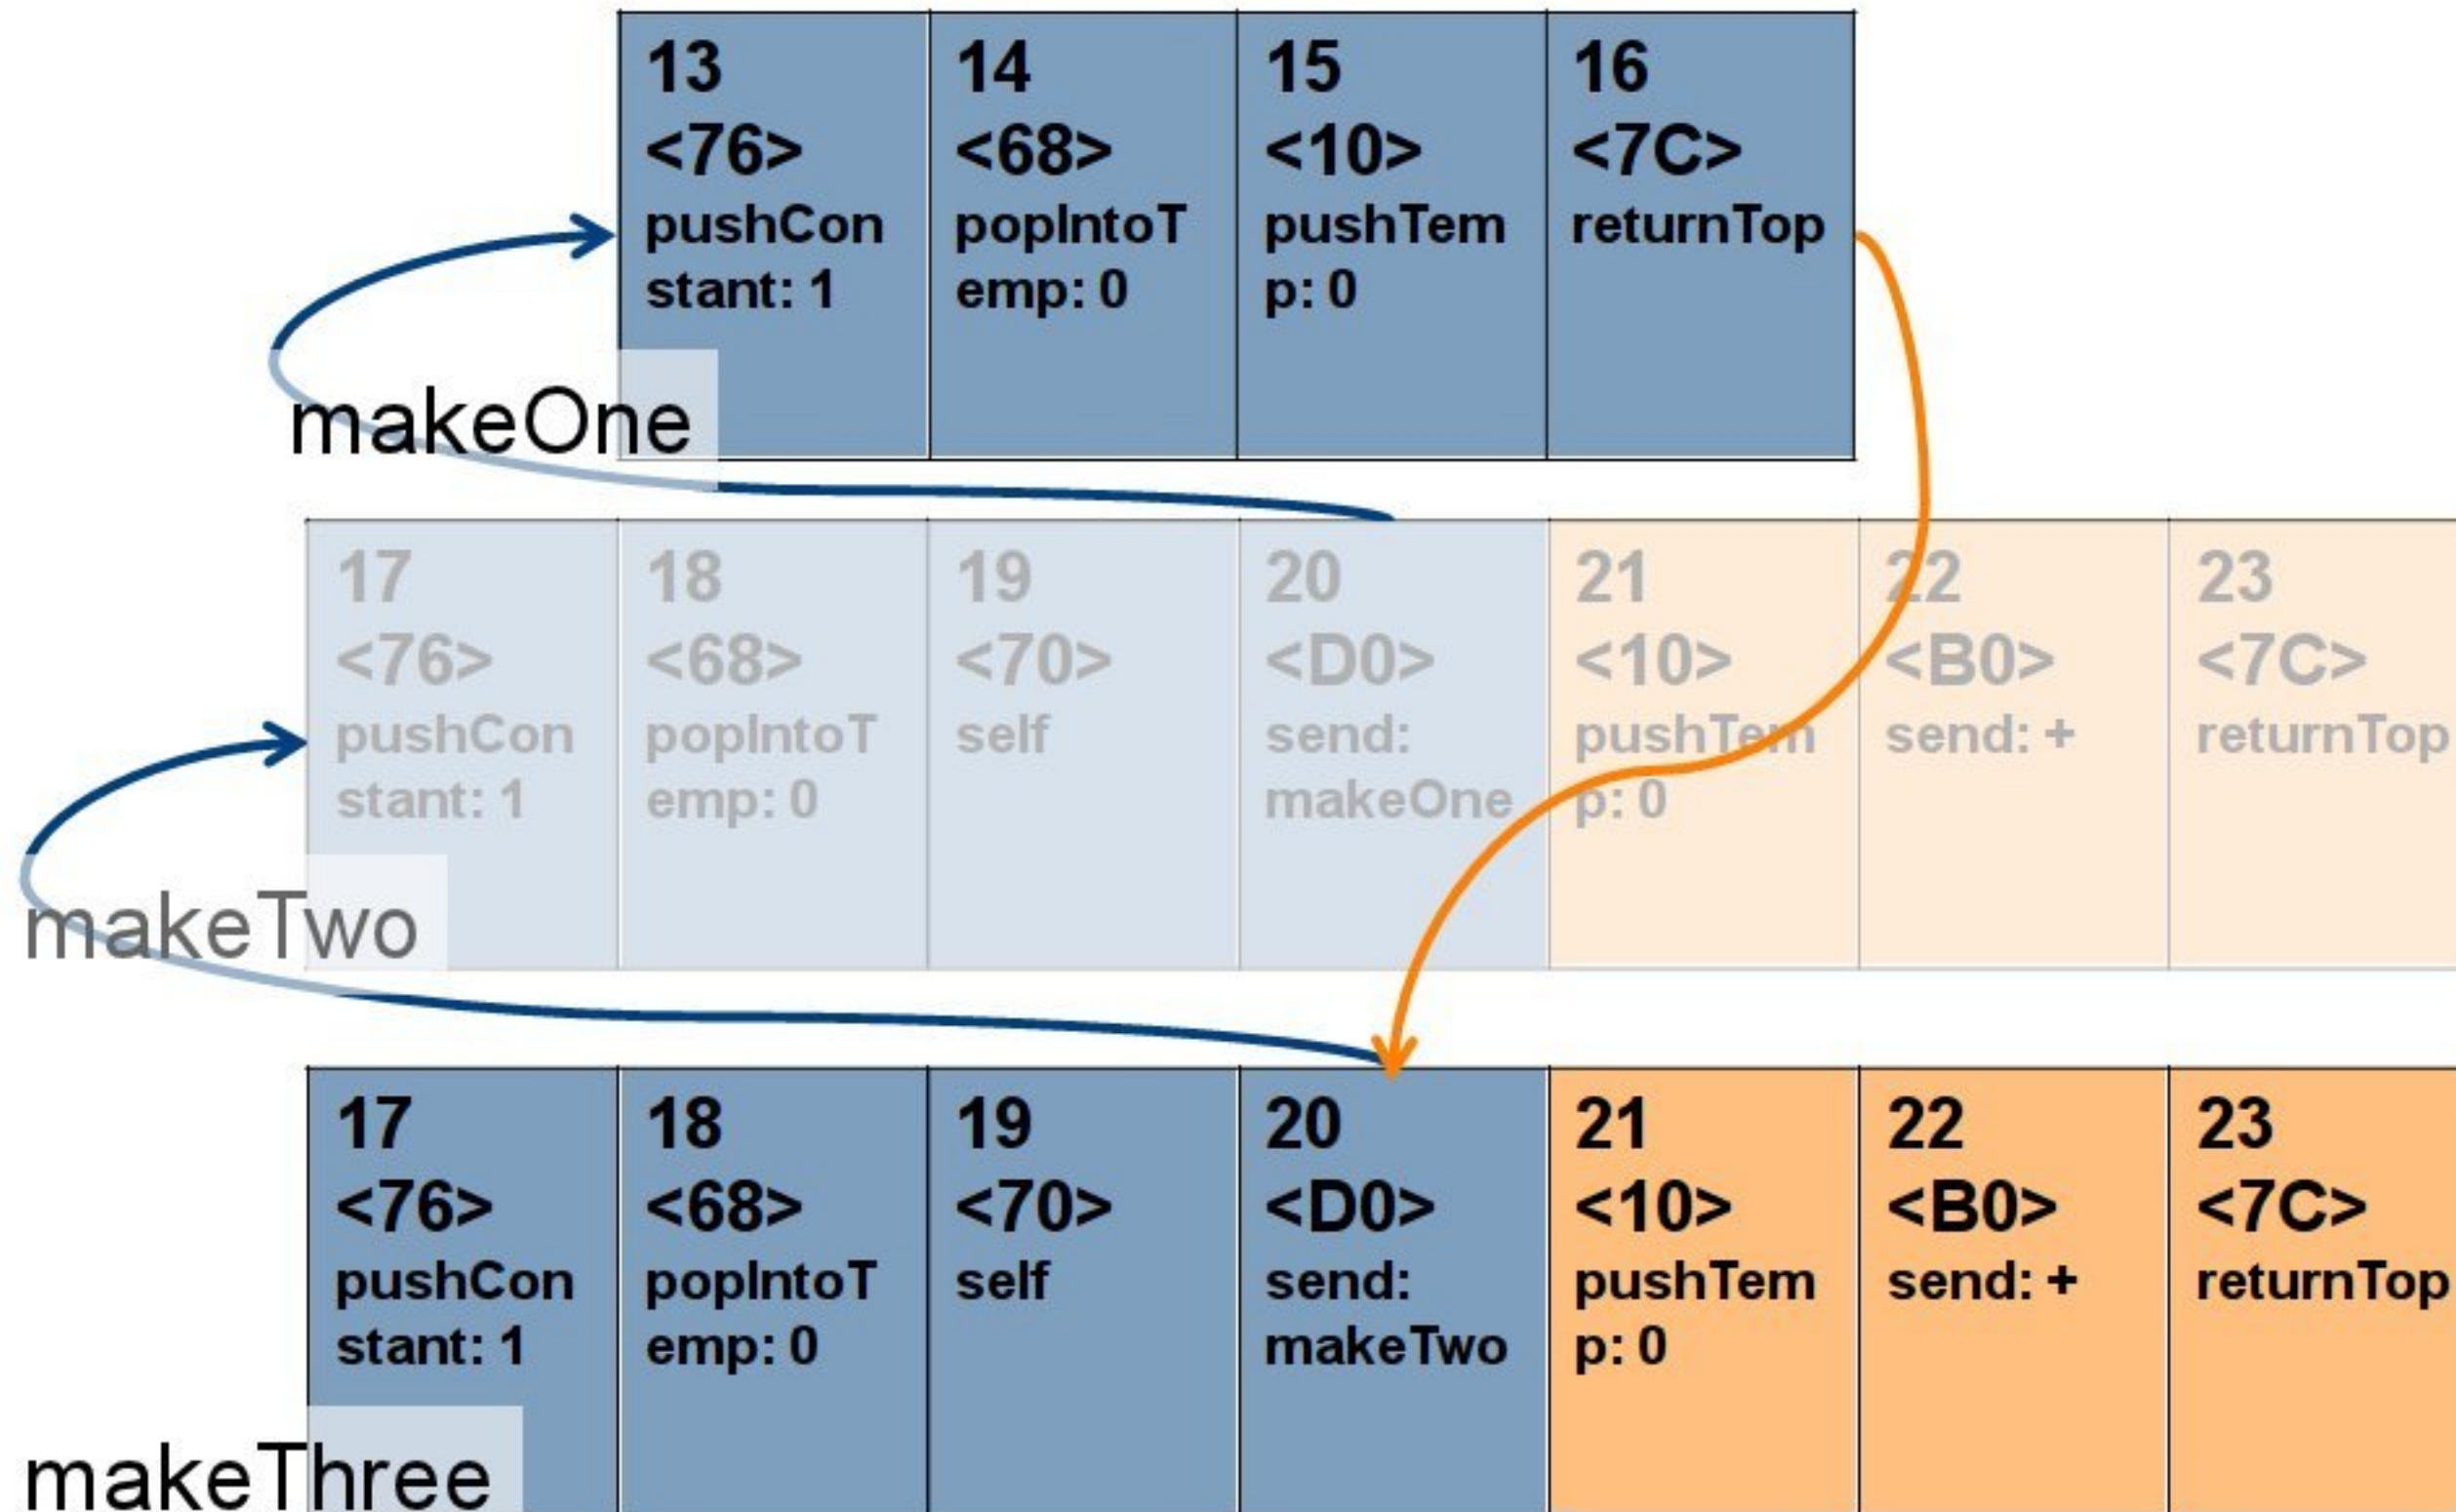 13
<76>
pushCon
stant: 1
14
<68>
popIntoT
emp: 0
15
<10>
pushTem
p: 0
16
<7C>
returnTop
makeOne
17
<76>
pushCon
stant: 1
18
<68>
popIntoT
emp: 0
19
<70>
self
20
<D0>
send:
makeOne
21
<10>
pushTem
p: 0
22
<B0>
send: +
23
<7C>
returnTop
makeTwo
17
<76>
pushCon
stant: 1
18
<68>
popIntoT
emp: 0
19
<70>
self
20
<D0>
send:
makeTwo
21
<10>
pushTem
p: 0
22
<B0>
send: +
23
<7C>
returnTop
makeThree